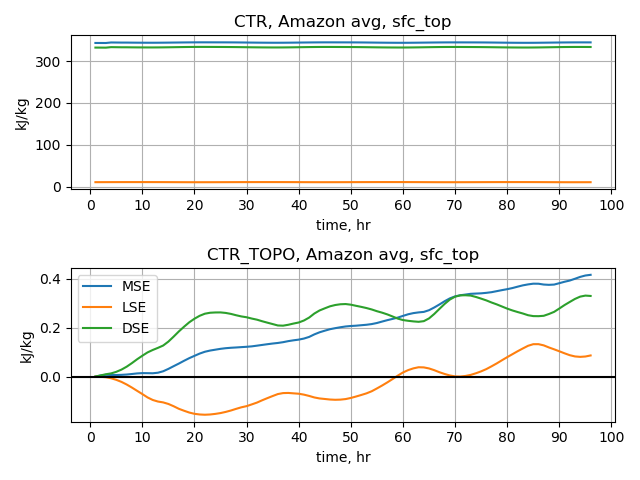 CTR, Amazon avg, sfc_top
300
200
100
0
kJ/kg
0 10 20 30 40 50 60 70 80 90 100
time, hr
CTR_TOPO, Amazon avg, sfc_top
0.4
0.2
0.0
kJ/kg
MSE
LSE
DSE
0 10 20 30 40 50 60 70 80 90 100
time, hr